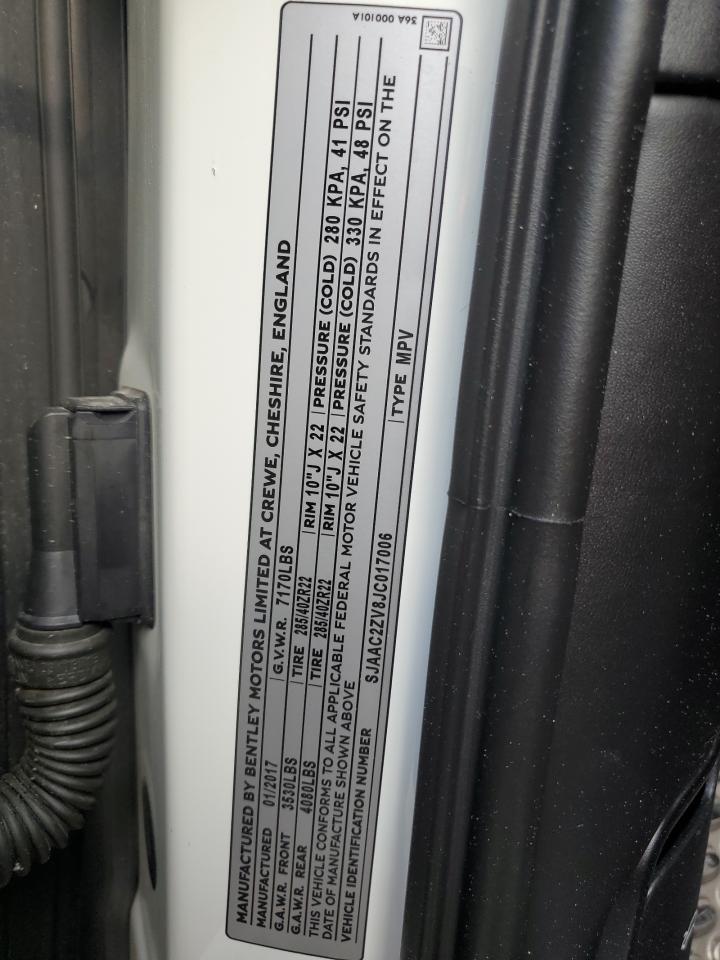 MANUFACTURED BY BENTLEY MOTORS LIMITED AT CREWE, CHESHIRE, ENGLAND
MANUFACTURED 01/2017 G.V.W.R. 7170LBS
G.A.W.R. FRONT 3530LBS TIRE 285/40ZR22 RIM 10"J X 22 PRESSURE (COLD) 280 KPA, 41 PSI
G.A.W.R. REAR 4080LBS TIRE 285/40ZR22 RIM 10"J X 22 PRESSURE (COLD) 330 KPA, 48 PSI
THIS VEHICLE CONFORMS TO ALL APPLICABLE FEDERAL MOTOR VEHICLE SAFETY STANDARDS IN EFFECT ON THE
DATE OF MANUFACTURE SHOWN ABOVE
VEHICLE IDENTIFICATION NUMBER SJAAC2ZV8JC017006 TYPE MPV
36A 000101A